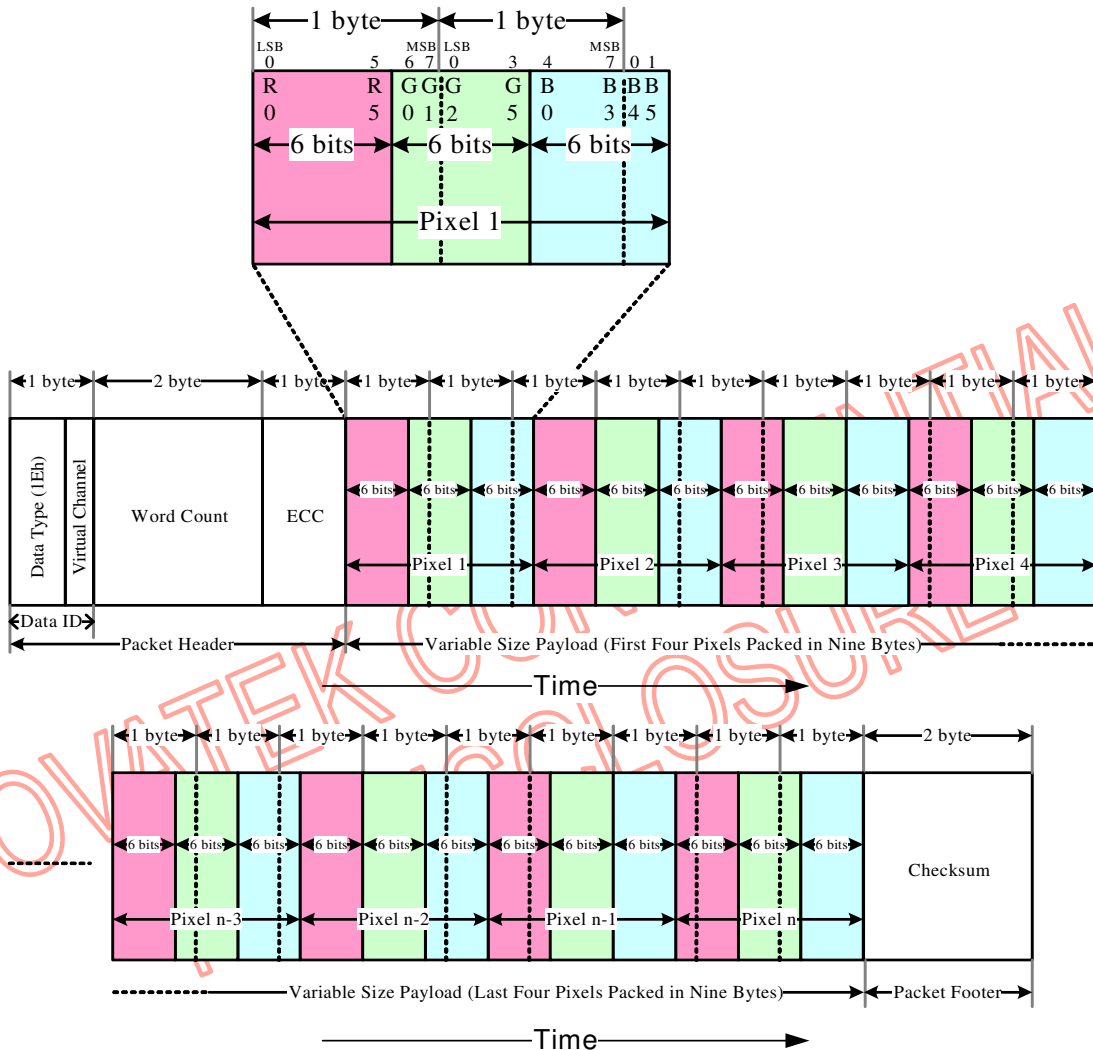 1 byte 1 byte
LSB MSB LSB MSB
0 5 6 7 0 3 4 7 0 1
R R G G G G B B B B
0 5 0 1 2 5 0 3 4 5
6 bits 6 bits 6 bits
Pixel 1
1 byte 2 byte 1 byte 1 byte 1 byte 1 byte 1 byte 1 byte 1 byte 1 byte 1 byte 1 byte
Data Type (1Eh)
Virtual Channel
Word Count
ECC
6 bits 6 bits 6 bits 6 bits 6 bits 6 bits 6 bits 6 bits 6 bits 6 bits 6 bits 6 bits
Pixel 1 Pixel 2 Pixel 3 Pixel 4
Data ID
Packet Header Variable Size Payload (First Four Pixels Packed in Nine Bytes)
Time
1 byte 1 byte 1 byte 1 byte 1 byte 1 byte 1 byte 1 byte 1 byte 2 byte
6 bits 6 bits 6 bits 6 bits 6 bits 6 bits 6 bits 6 bits 6 bits 6 bits 6 bits 6 bits
Checksum
Pixel n-3 Pixel n-2 Pixel n-1 Pixel n
Variable Size Payload (Last Four Pixels Packed in Nine Bytes) Packet Footer
Time